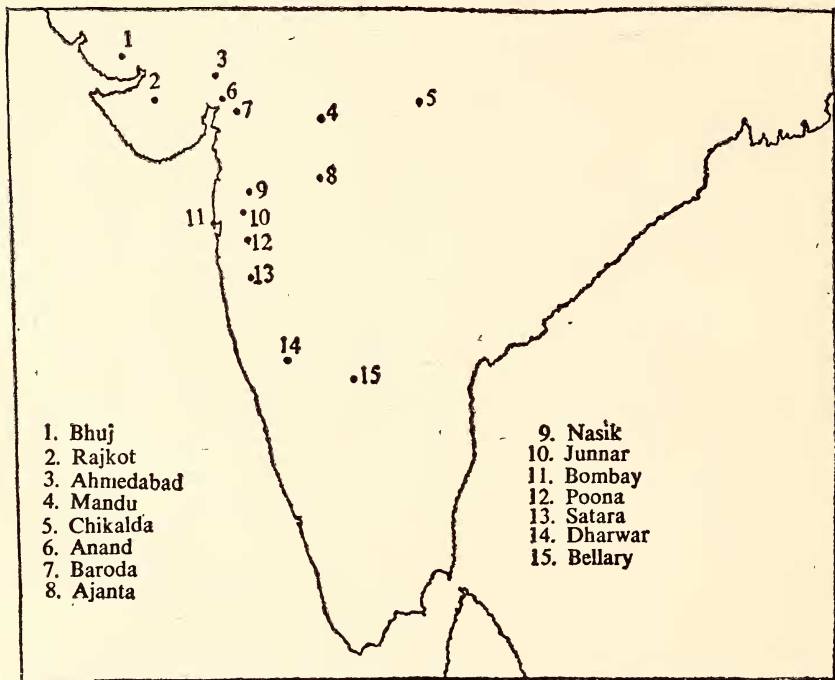 1
2
3
6
7
4
5
8
9
10
11
12
13
14
15
1. Bhuj
2. Rajkot
3. Ahmedabad
4. Mandu
5. Chikalda
6. Anand
7. Baroda
8. Ajanta
9. Nasik
10. Junnar
11. Bombay
12. Poona
13. Satara
14. Dharwar
15. Bellary